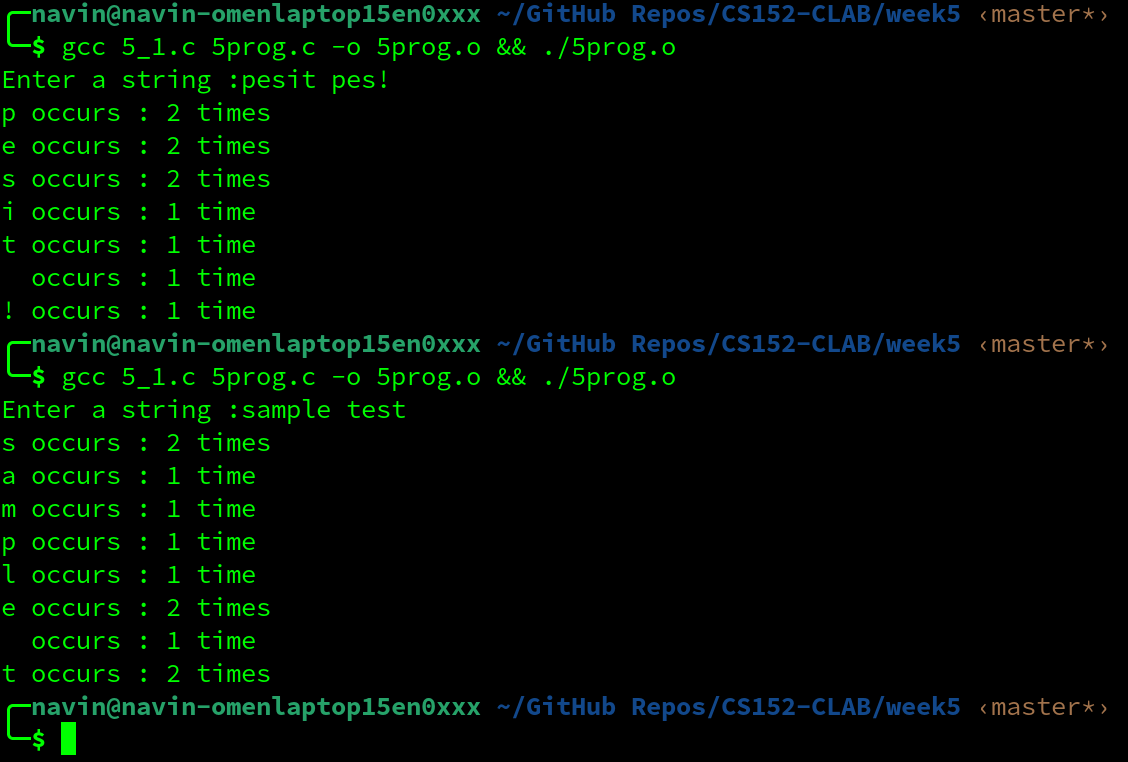 navin@navin-omenlaptop15en0xxx ~/GitHub Repos/CS152-CLAB/week5 ‹master*›
$ gcc 5_1.c 5prog.c -o 5prog.o && ./5prog.o
Enter a string :pesit pes!
p occurs : 2 times
e occurs : 2 times
s occurs : 2 times
i occurs : 1 time
t occurs : 1 time
  occurs : 1 time
! occurs : 1 time
navin@navin-omenlaptop15en0xxx ~/GitHub Repos/CS152-CLAB/week5 ‹master*›
$ gcc 5_1.c 5prog.c -o 5prog.o && ./5prog.o
Enter a string :sample test
s occurs : 2 times
a occurs : 1 time
m occurs : 1 time
p occurs : 1 time
l occurs : 1 time
e occurs : 2 times
  occurs : 1 time
t occurs : 2 times
navin@navin-omenlaptop15en0xxx ~/GitHub Repos/CS152-CLAB/week5 ‹master*›
$